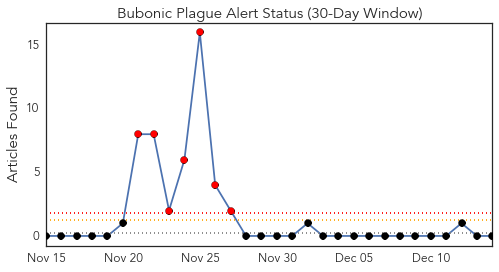 Bubonic Plague Alert Status (30-Day Window)
15
10
5
0
Articles Found
Nov 15 Nov 20 Nov 25 Nov 30 Dec 05 Dec 10